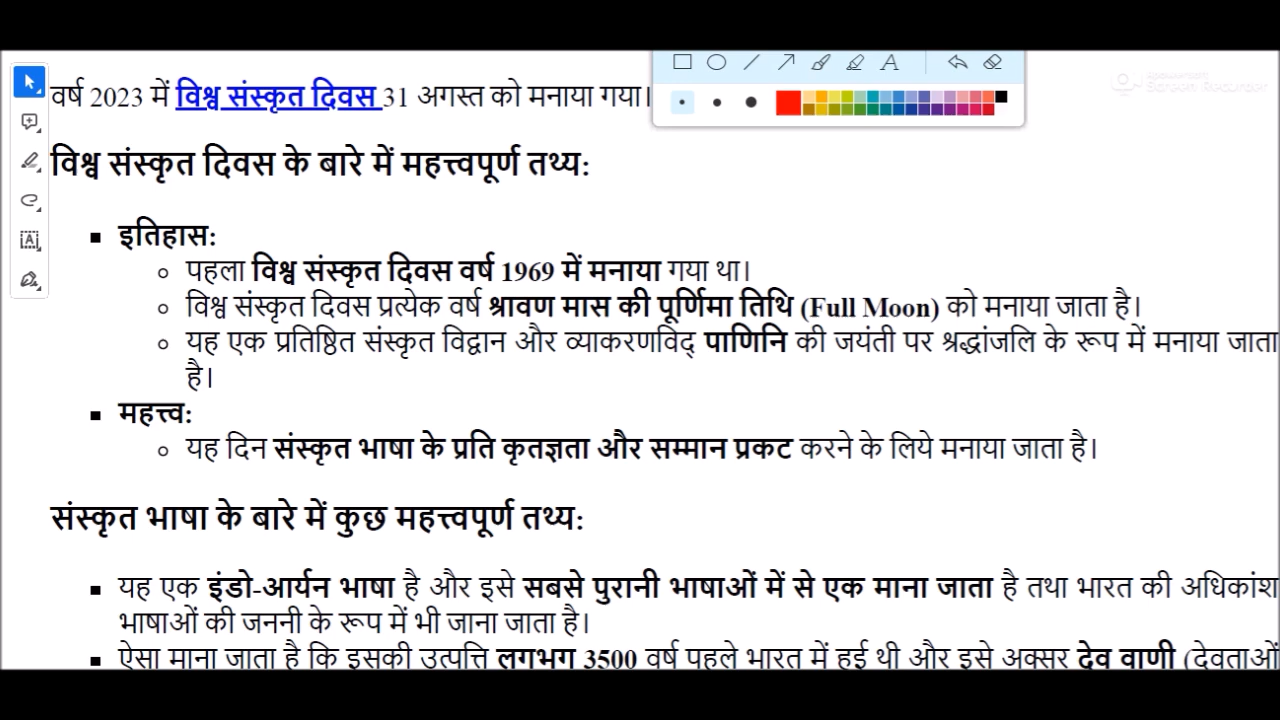 वर्ष 2023 में विश्व संस्कृत दिवस 31 अगस्त को मनाया गया।
विश्व संस्कृत दिवस के बारे में महत्त्वपूर्ण तथ्य:
इतिहास:
पहला विश्व संस्कृत दिवस वर्ष 1969 में मनाया गया था।
विश्व संस्कृत दिवस प्रत्येक वर्ष श्रावण मास की पूर्णिमा तिथि (Full Moon) को मनाया जाता है।
यह एक प्रतिष्ठित संस्कृत विद्वान और व्याकरणविद् पाणिनि की जयंती पर श्रद्धांजलि के रूप में मनाया जाता
है।
महत्त्व:
यह दिन संस्कृत भाषा के प्रति कृतज्ञता और सम्मान प्रकट करने के लिये मनाया जाता है।
संस्कृत भाषा के बारे में कुछ महत्त्वपूर्ण तथ्य:
यह एक इंडो-आर्यन भाषा है और इसे सबसे पुरानी भाषाओं में से एक माना जाता है तथा भारत की अधिकांश
भाषाओं की जननी के रूप में भी जाना जाता है।
ऐसा माना जाता है कि इसकी उत्पत्ति लगभग 3500 वर्ष पहले भारत में हुई थी और इसे अक्सर देव वाणी (देवताओं
Screen Recorder